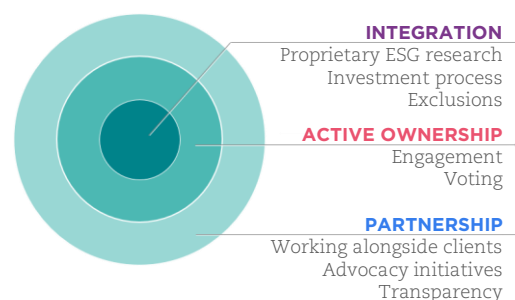 INTEGRATION
Proprietary ESG research
Investment process
Exclusions
ACTIVE OWNERSHIP
Engagement
Voting
PARTNERSHIP
Working alongside clients
Advocacy initiatives
Transparency